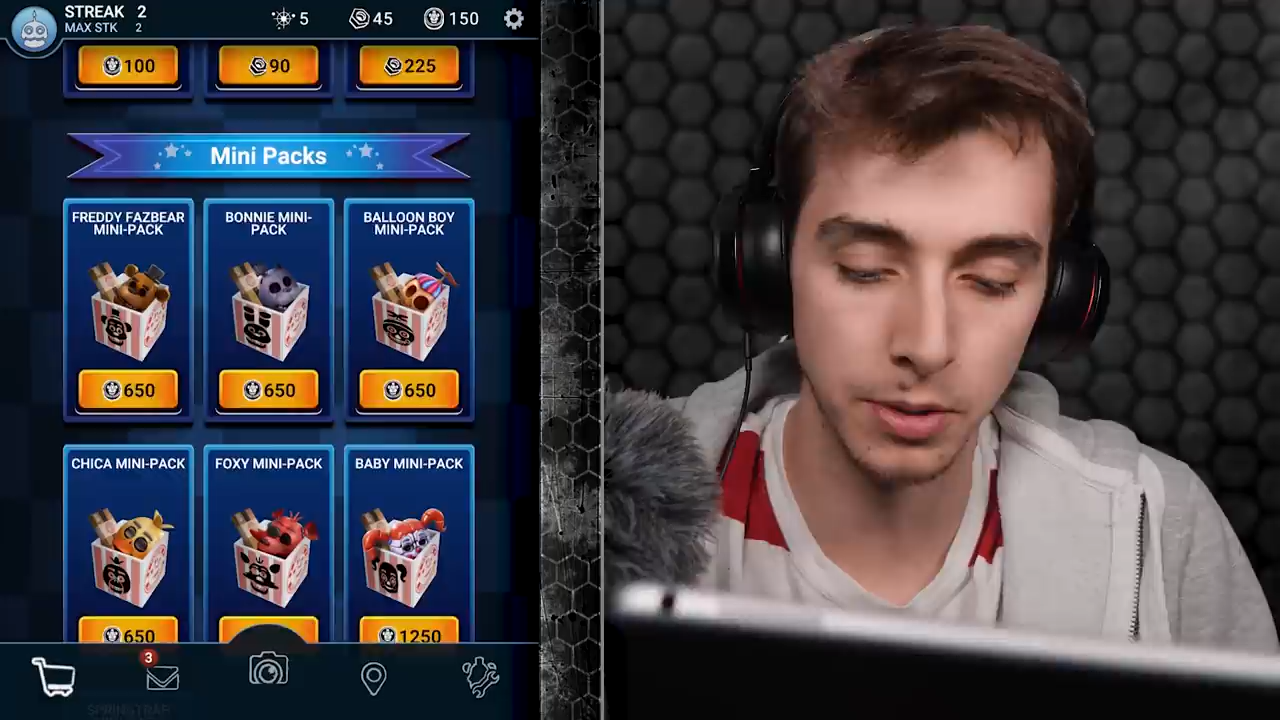 STREAK 2
MAX STK 2
5
45
150
100
90
225
Mini Packs
FREDDY FAZBEAR
MINI-PACK
BONNIE MINI-
PACK
BALLOON BOY
MINI-PACK
650
650
650
CHICA MINI-PACK
FOXY MINI-PACK
BABY MINI-PACK
650
1250
3
SPRINGTRAP